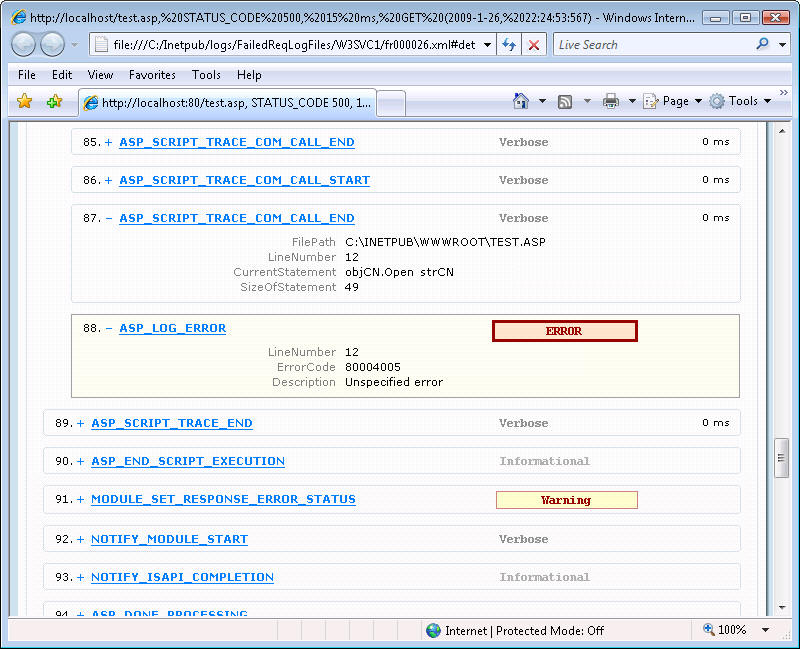 http://localhost/test.asp,%20STATUS_CODE%20500,%2015%20ms,%20GET%20(2009-1-26,%2022:24:53:567) - Windows Intern...
file:///C:/Inetpub/logs/FailedReqLogFiles/W3SVC1/fr000026.xml#det
Live Search
File Edit View Favorites Tools Help
http://localhost:80/test.asp, STATUS_CODE 500, 1...
Page Tools »
85. + ASP_SCRIPT_TRACE_COM_CALL_END Verbose 0 ms
86. + ASP_SCRIPT_TRACE_COM_CALL_START Verbose 0 ms
87. – ASP_SCRIPT_TRACE_COM_CALL_END Verbose 0 ms
FilePath C:\INETPUB\WWWROOT\TEST.ASP
LineNumber 12
CurrentStatement objCN.Open strCN
SizeOfStatement 49
88. – ASP_LOG_ERROR ERROR
LineNumber 12
ErrorCode 80004005
Description Unspecified error
89. + ASP_SCRIPT_TRACE_END Verbose 0 ms
90. + ASP_END_SCRIPT_EXECUTION Informational
91. + MODULE_SET_RESPONSE_ERROR_STATUS Warning
92. + NOTIFY_MODULE_START Verbose
93. + NOTIFY_ISAPI_COMPLETION Informational
94. + ASP_DONE_PROCESSING
Internet | Protected Mode: Off 100%